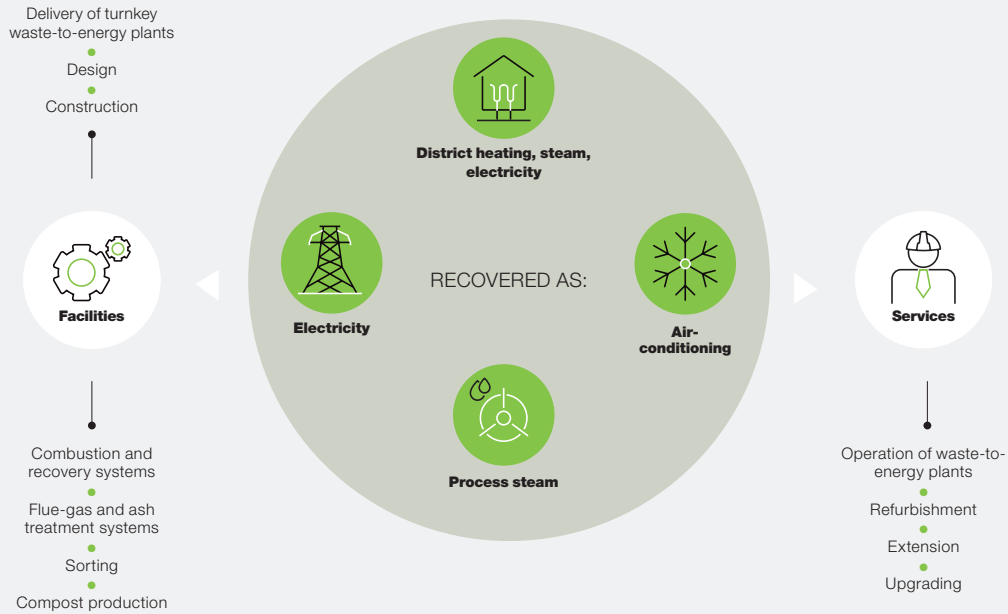 Delivery of turnkey
waste-to-energy plants
Design
Construction
Facilities
Combustion and
recovery systems
Flue-gas and ash
treatment systems
Sorting
Compost production
District heating, steam,
electricity
Electricity
RECOVERED AS:
Air-
conditioning
Process steam
Services
Operation of waste-to-
energy plants
Refurbishment
Extension
Upgrading